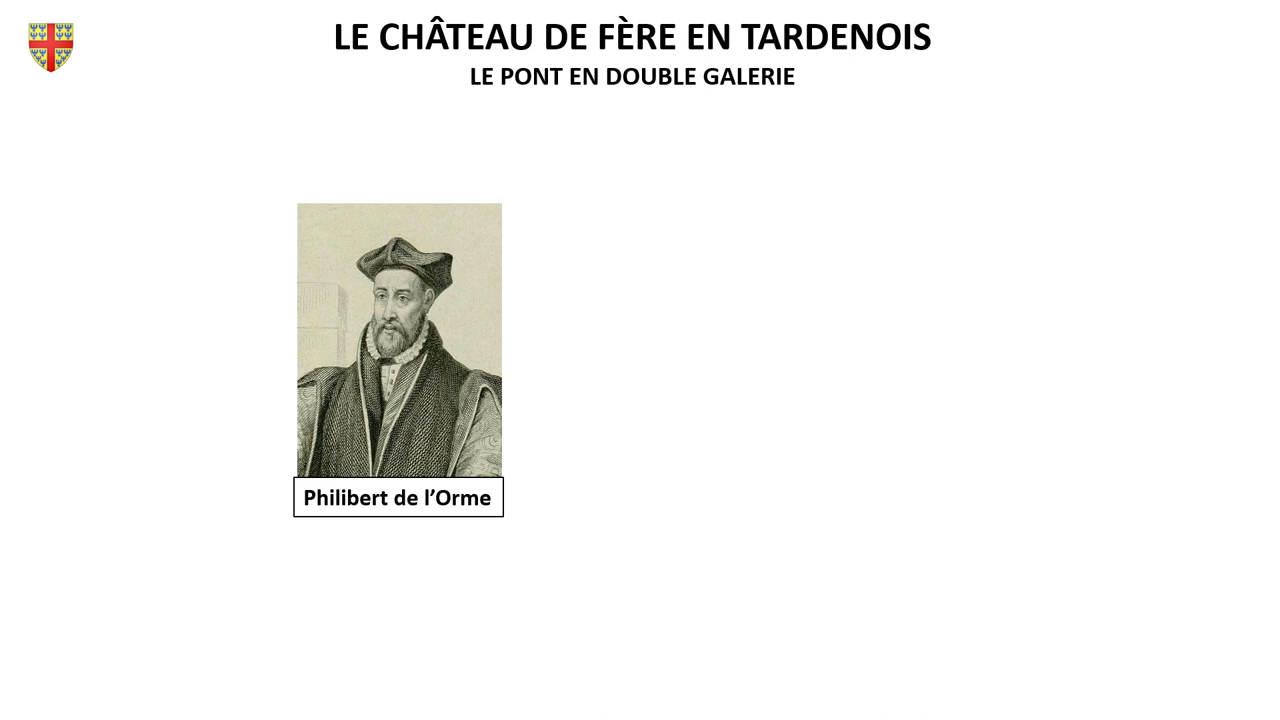 LE CHÂTEAU DE FÈRE EN TARDENOIS
LE PONT EN DOUBLE GALERIE
Philibert de l’Orme